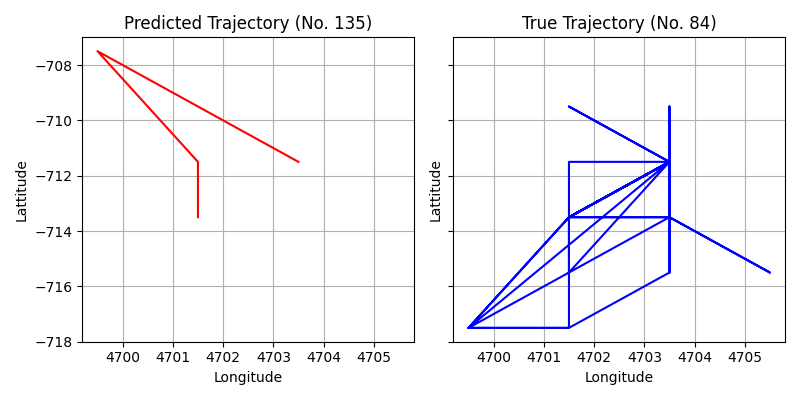 Predicted Trajectory (No. 135)
True Trajectory (No. 84)
−708
−710
−712
−714
−716
−718
Lattitude
Lattitude
4700 4701 4702 4703 4704 4705
4700 4701 4702 4703 4704 4705
Longitude
Longitude